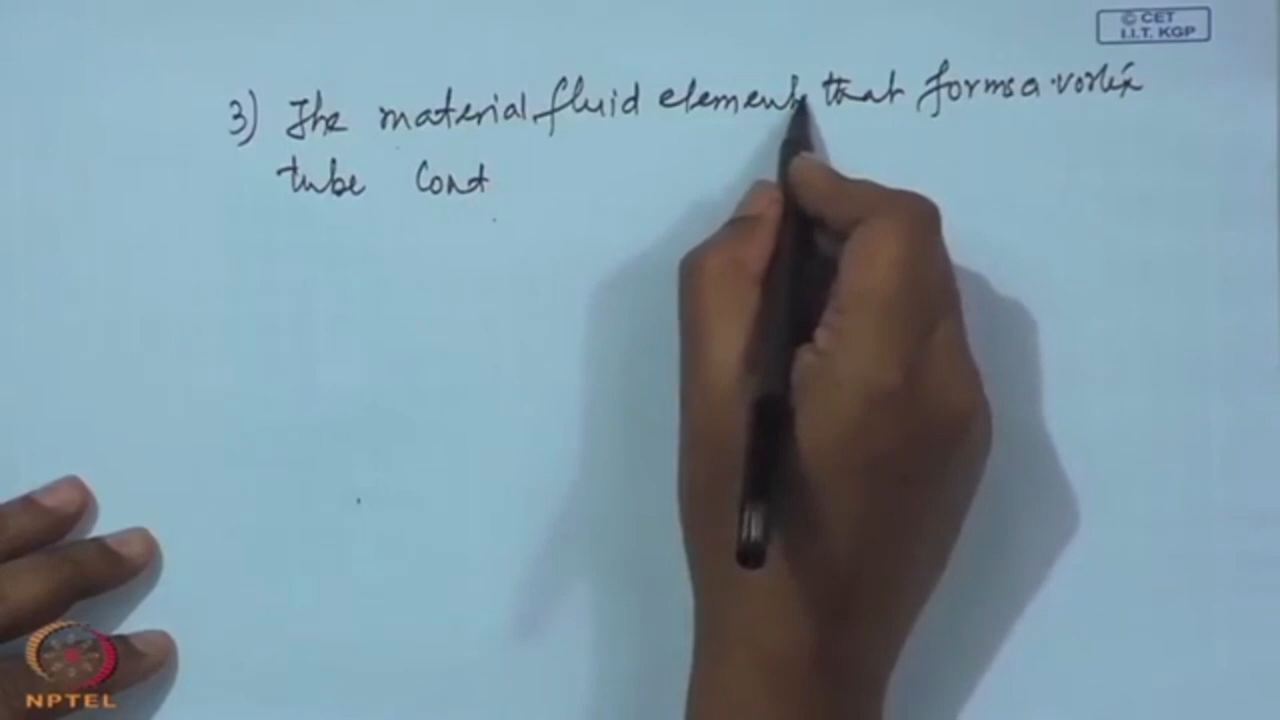 © CET
I.I.T. KGP
3) The material fluid elements that forms a vortex
tube Cont
NPTEL